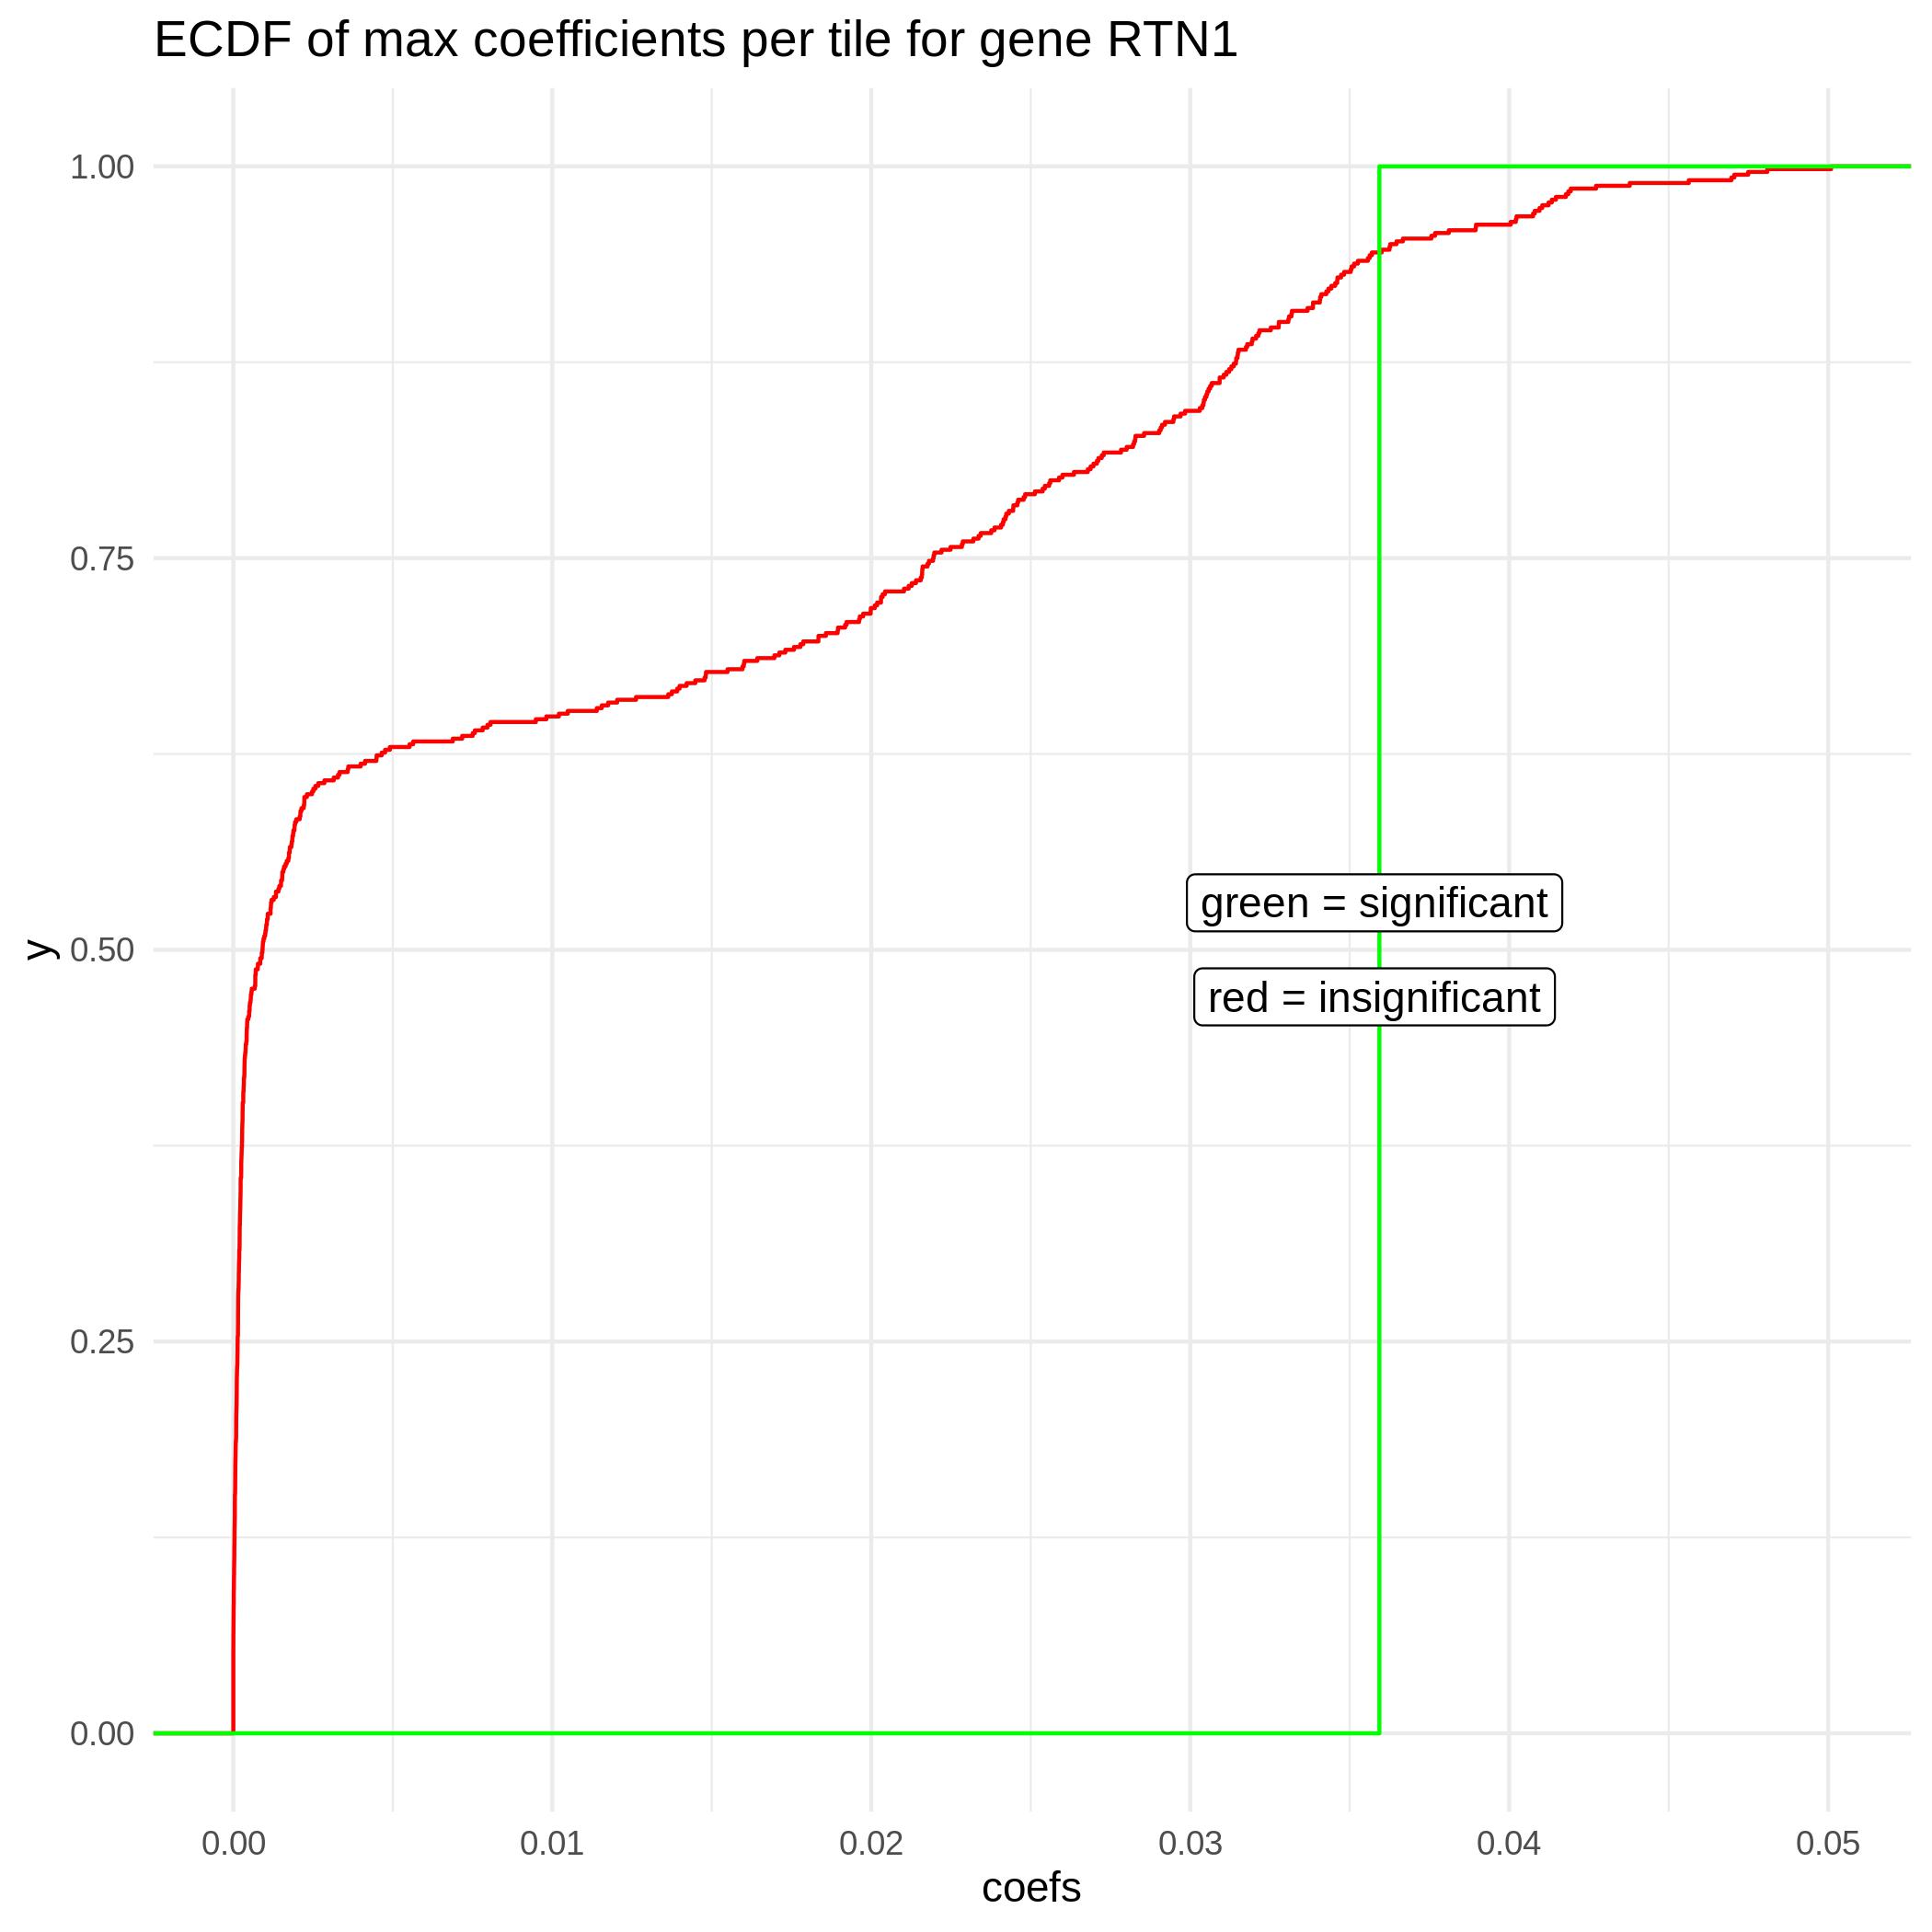 ECDF of max coefficients per tile for gene RTN1
1.00
0.75
0.50
0.25
0.00
y
green = significant
red = insignificant
0.00 0.01 0.02 0.03 0.04 0.05
coefs